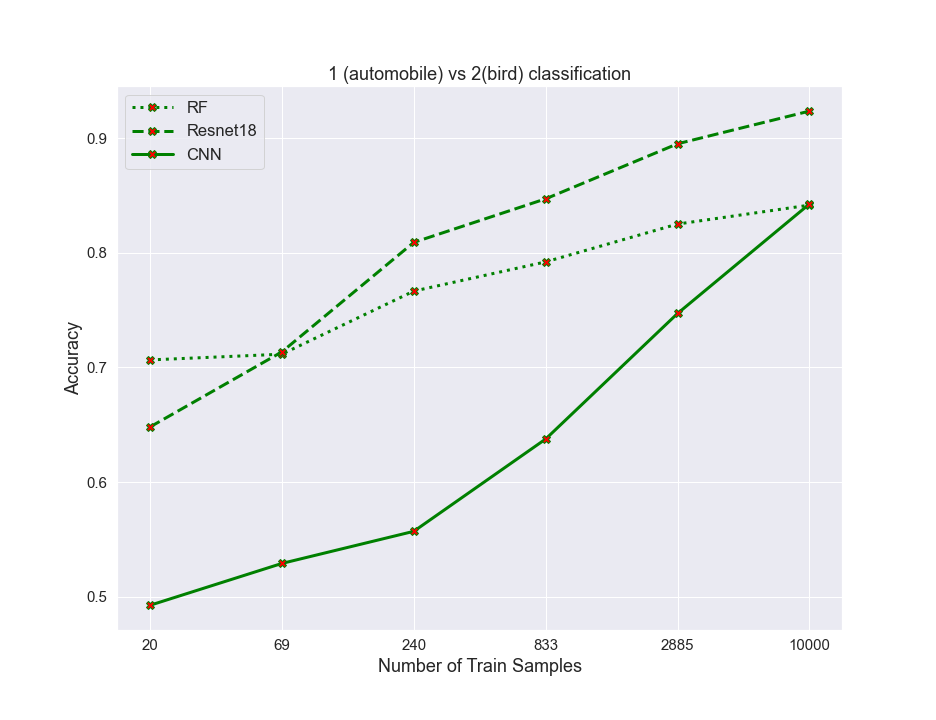 1 (automobile) vs 2(bird) classification
RF
Resnet18
CNN
0.9
0.8
0.7
0.6
0.5
Accuracy
20 69 240 833 2885 10000
Number of Train Samples